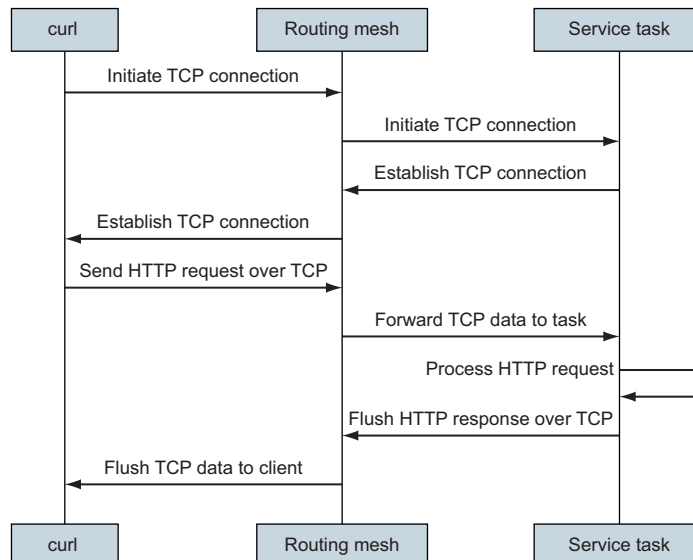 curl
Routing mesh
Service task
Initiate TCP connection
Initiate TCP connection
Establish TCP connection
Establish TCP connection
Send HTTP request over TCP
Forward TCP data to task
Process HTTP request
Flush HTTP response over TCP
Flush TCP data to client
curl
Routing mesh
Service task